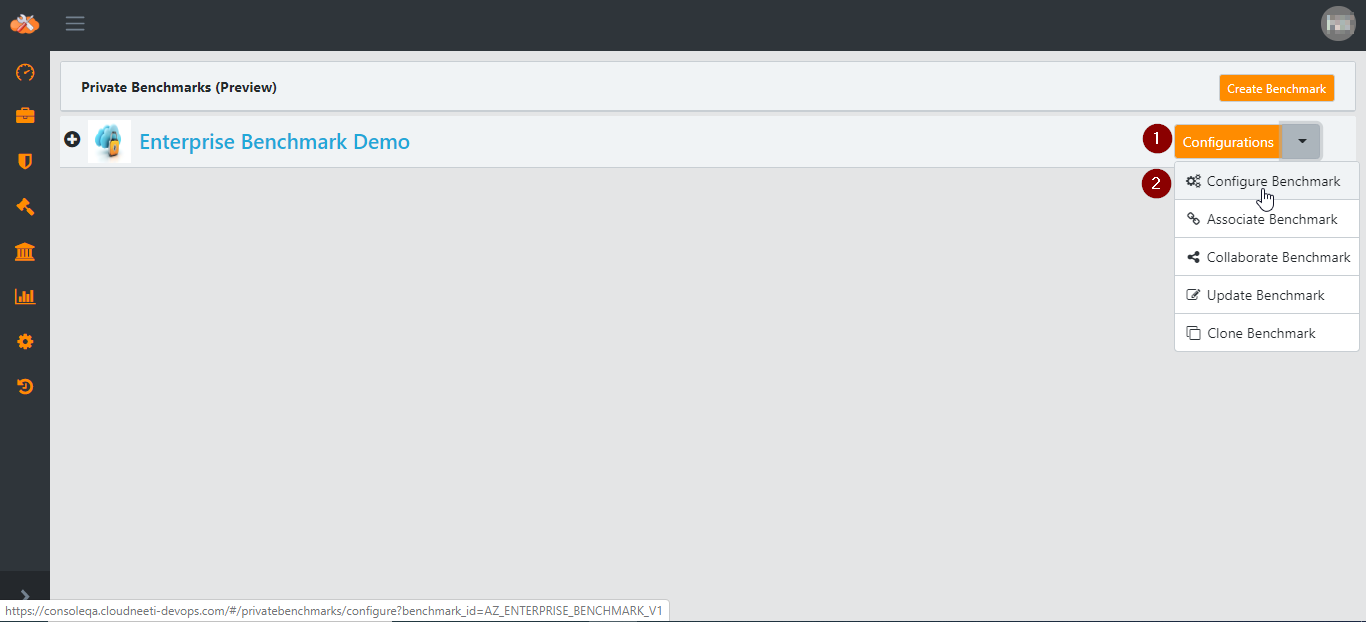 Private Benchmarks (Preview)
Create Benchmark
Enterprise Benchmark Demo
1
Configurations
2
Configure Benchmark
Associate Benchmark
Collaborate Benchmark
Update Benchmark
Clone Benchmark
https://consoleqa.cloudneeti-devops.com/#/privatebenchmarks/configure?benchmark_id=AZ_ENTERPRISE_BENCHMARK_V1